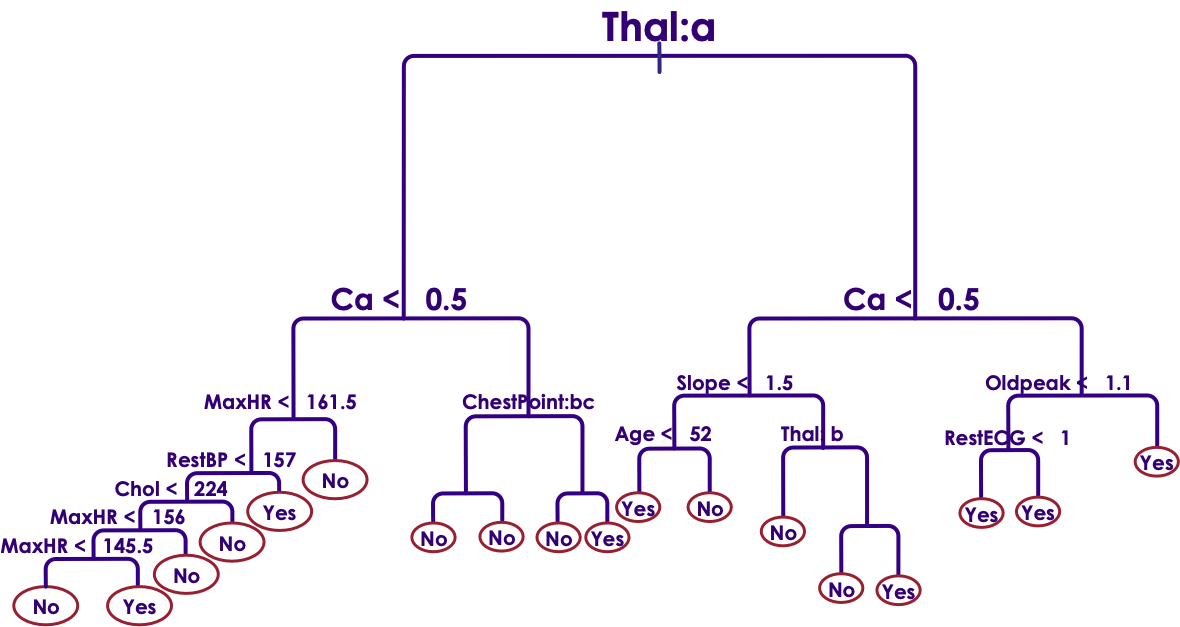 Thal:a
Ca < 0.5
Ca < 0.5
Slope < 1.5
Oldpeak < 1.1
MaxHR < 161.5
ChestPoint:bc
Age < 52
Thal: b
RestECG < 1
RestBP < 157
Yes
No
Chol < 224
Yes
No
Yes
Yes
Yes
MaxHR < 156
No
No
No
No
Yes
No
MaxHR < 145.5
No
No
Yes
No
Yes